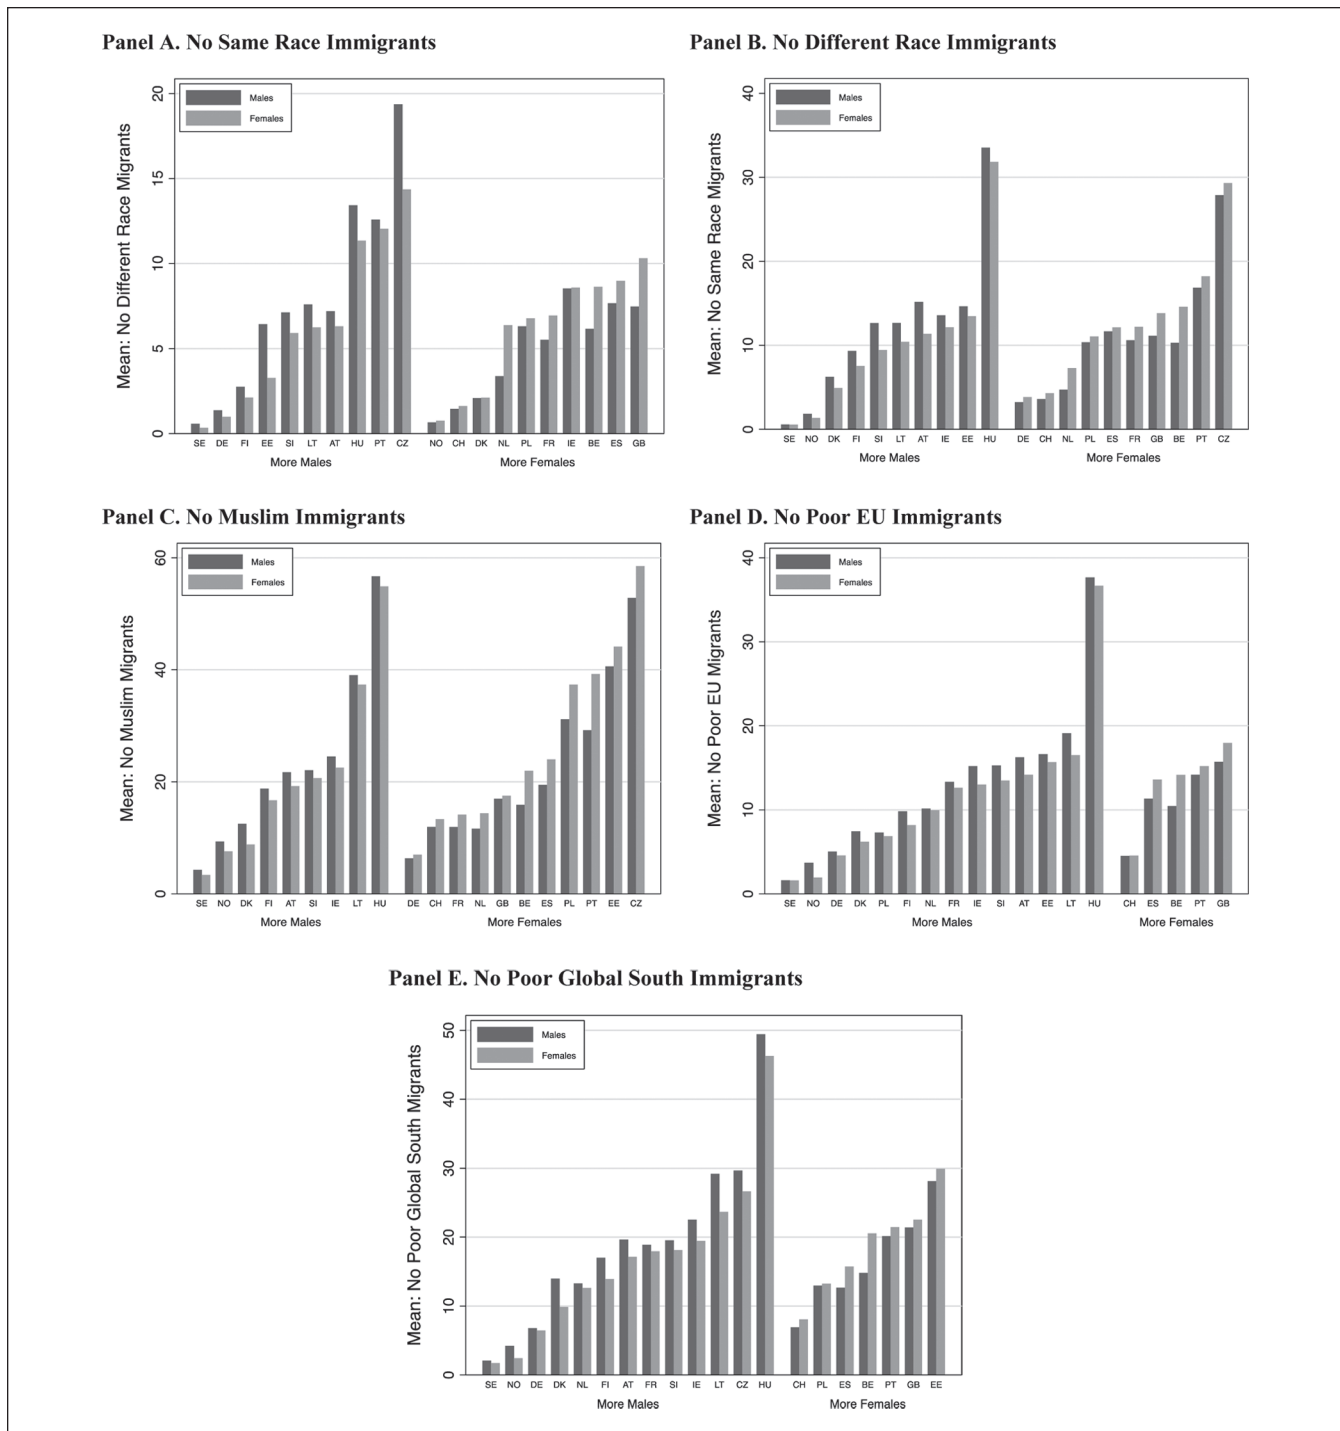 Panel A. No Same Race Immigrants
Mean: No Different Race Migrants
20
15
10
5
0
Males
Females
SE DE FI EE SI LT AT HU PT CZ NO CH DK NL PL FR IE BE ES GB
More Males More Females
Panel B. No Different Race Immigrants
Mean: No Same Race Migrants
40
30
20
10
0
Males
Females
SE NO DK FI SI LT AT IE EE HU DE CH NL PL ES FR GB BE PT CZ
More Males More Females
Panel C. No Muslim Immigrants
Mean: No Muslim Migrants
60
40
20
0
Males
Females
SE NO DK FI AT SI IE LT HU DE CH FR NL GB BE ES PL PT EE CZ
More Males More Females
Panel D. No Poor EU Immigrants
Mean: No Poor EU Migrants
40
30
20
10
0
Males
Females
SE NO DE DK PL FI NL FR IE SI AT EE LT HU CH ES BE PT GB
More Males More Females
Panel E. No Poor Global South Immigrants
Mean: No Poor Global South Migrants
50
40
30
20
10
0
Males
Females
SE NO DE DK NL FI AT FR SI IE LT CZ HU CH PL ES BE PT GB EE
More Males More Females